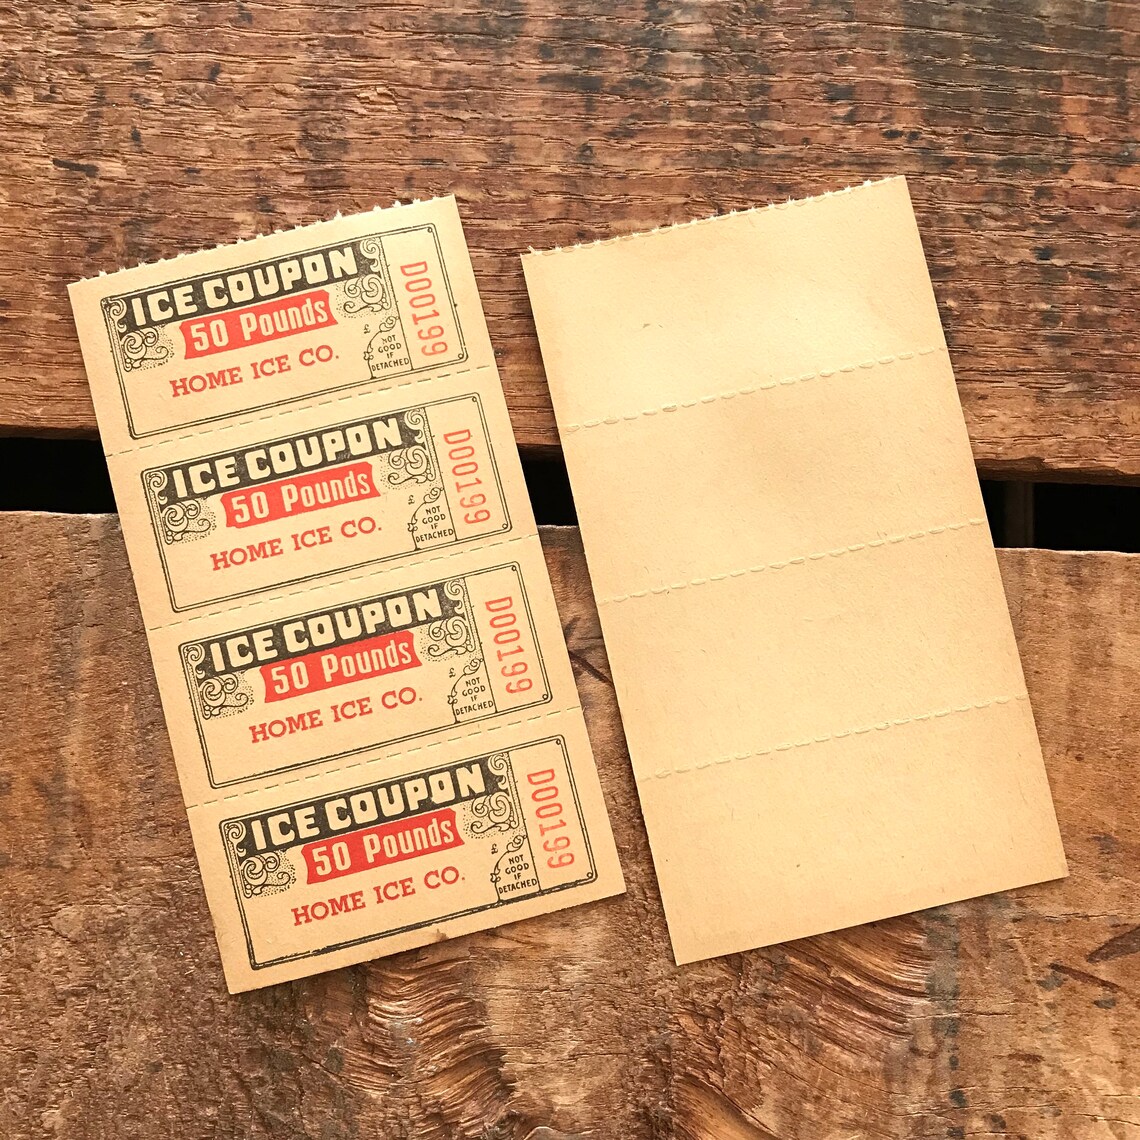 ICE COUPON
50 Pounds
HOME ICE CO.
£
NOT
GOOD
IF
DETACHED
D00199
ICE COUPON
50 Pounds
HOME ICE CO.
£
NOT
GOOD
IF
DETACHED
D00199
ICE COUPON
50 Pounds
HOME ICE CO.
£
NOT
GOOD
IF
DETACHED
D00199
ICE COUPON
50 Pounds
HOME ICE CO.
£
NOT
GOOD
IF
DETACHED
D00199